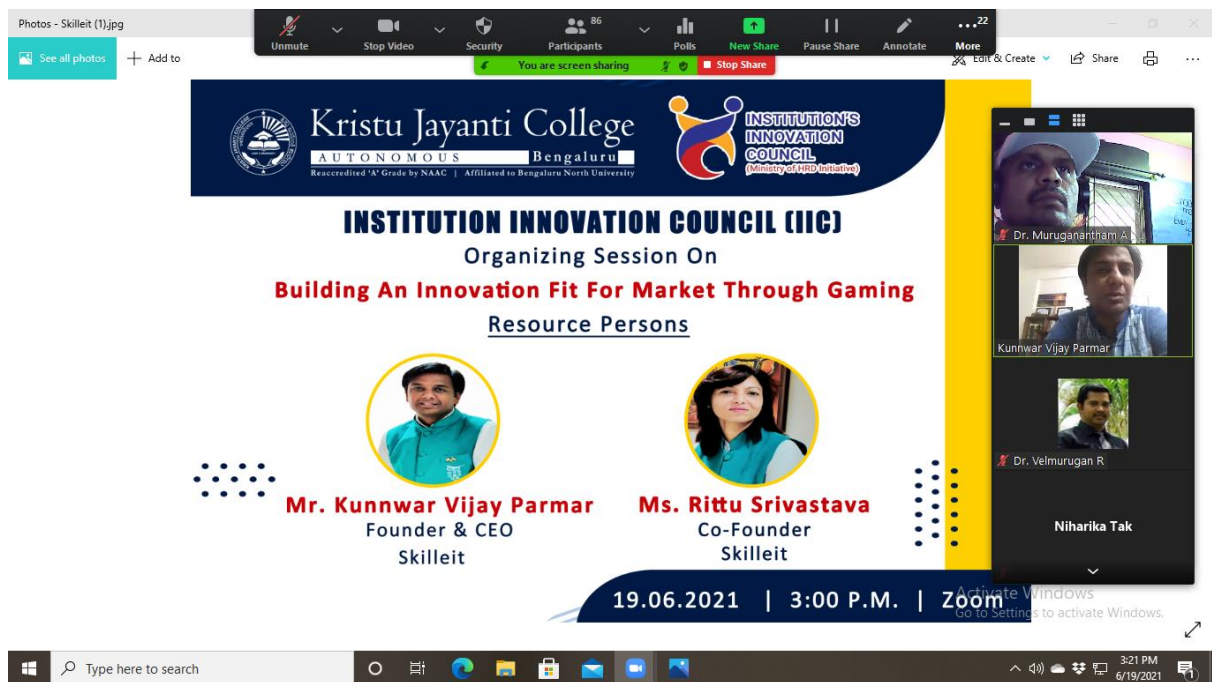 Photos - Skilleit (1).jpg
Unmute
Stop Video
Security
86
Participants
Polls
New Share
Pause Share
Annotate
22
More
See all photos
Add to
You are screen sharing
Stop Share
Edit & Create
Share
Kristu Jayanti College
AUTONOMOUS Bengaluru
Reaccredited 'A' Grade by NAAC | Affiliated to Bengaluru North University
INSTITUTION'S
INNOVATION
COUNCIL
(Ministry of HRD Initiative)
INSTITUTION INNOVATION COUNCIL (IIC)
Organizing Session On
Building An Innovation Fit For Market Through Gaming
Resource Persons
Mr. Kunnwar Vijay Parmar
Founder & CEO
Skilleit
Ms. Rittu Srivastava
Co-Founder
Skilleit
19.06.2021 | 3:00 P.M. | Zoom
Dr. Muruganantham A
Kunnwar Vijay Parmar
Dr. Velmurugan R
Niharika Tak
Activate Windows
Go to Settings to activate Windows.
Type here to search
3:21 PM
6/19/2021
1